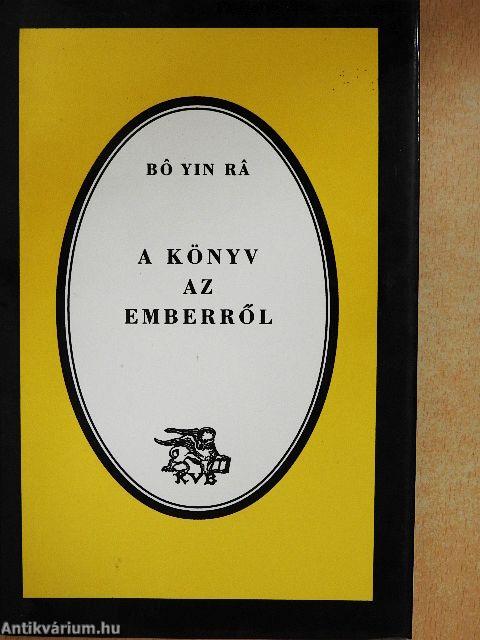 BÔ YIN RÂ
A KÖNYV
AZ
EMBERRŐL
KVB
Antikvárium.hu